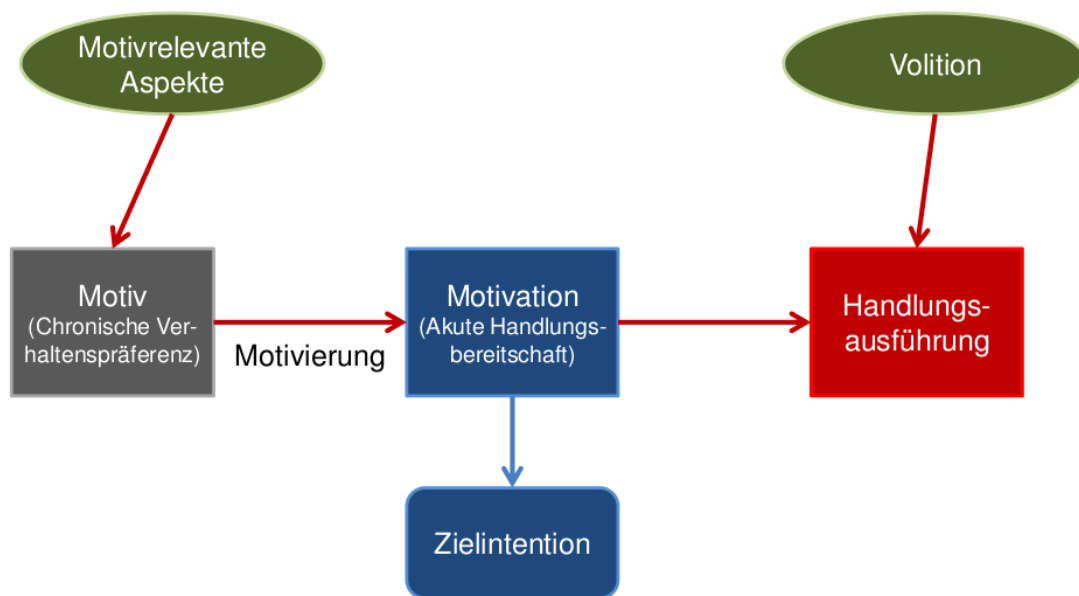 Motivrelevante
Aspekte
Volition
Motiv
(Chronische Ver-
haltenspräferenz)
Motivierung
Motivation
(Akute Handlungs-
bereitschaft)
Handlungs-
ausführung
Zielintention